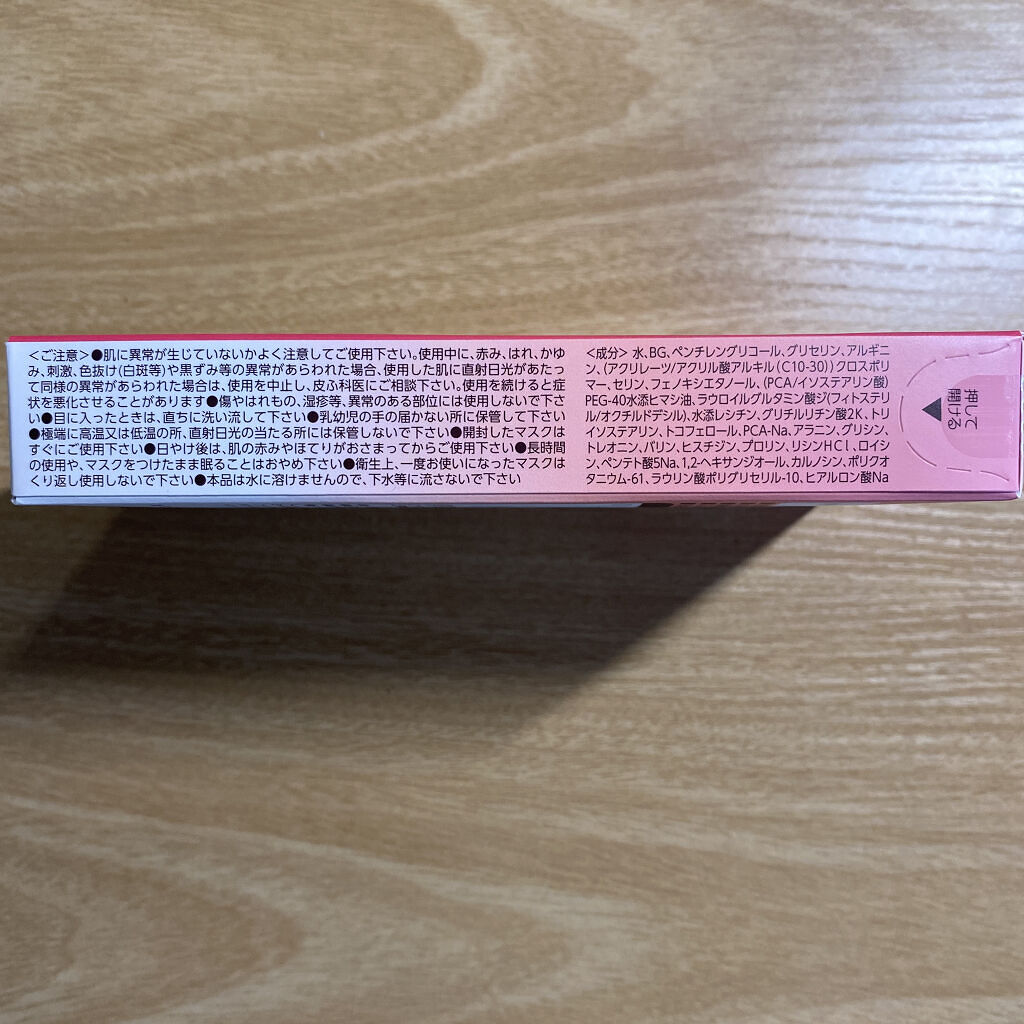 ＜ご注意＞●肌に異常が生じていないかよく注意してご使用下さい。使用中に、赤み、はれ、かゆ
み、刺激、色抜け(白斑等)や黒ずみ等の異常があらわれた場合、使用した肌に直射日光があたっ
て同様の異常があらわれた場合は、使用を中止し、皮ふ科医にご相談下さい。使用を続けると症
状を悪化させることがあります●傷やはれもの、湿疹等、異常のある部位には使用しないで下さ
い●目に入ったときは、直ちに洗い流して下さい●乳幼児の手の届かない所に保管して下さい
●極端に高温又は低温の所、直射日光の当たる所には保管しないで下さい●開封したマスクは
すぐにご使用下さい●日やけ後は、肌の赤みやほてりがおさまってからご使用下さい●長時間
の使用や、マスクをつけたまま眠ることはおやめ下さい●衛生上、一度お使いになったマスクは
くり返し使用しないで下さい●本品は水に溶けませんので、下水等に流さないで下さい
＜成分＞水、BG、ペンチレングリコール、グリセリン、アルギニ
ン、(アクリレーツ/アクリル酸アルキル(C10-30))クロスポリ
マー、セリン、フェノキシエタノール、(PCA/イソステアリン酸)
PEG-40水添ヒマシ油、ラウロイルグルタミン酸ジ(フィトステリ
ル/オクチルドデシル)、水添レシチン、グリチルリチン酸2K、トリ
イソステアリン、トコフェロール、PCA-Na、アラニン、グリシン、
トレオニン、バリン、ヒスチジン、プロリン、リシンHCl、ロイシ
ン、ペンテト酸5Na、1,2-ヘキサンジオール、カルノシン、ポリクオ
タニウム-61、ラウリン酸ポリグリセリル-10、ヒアルロン酸Na
押して
開ける